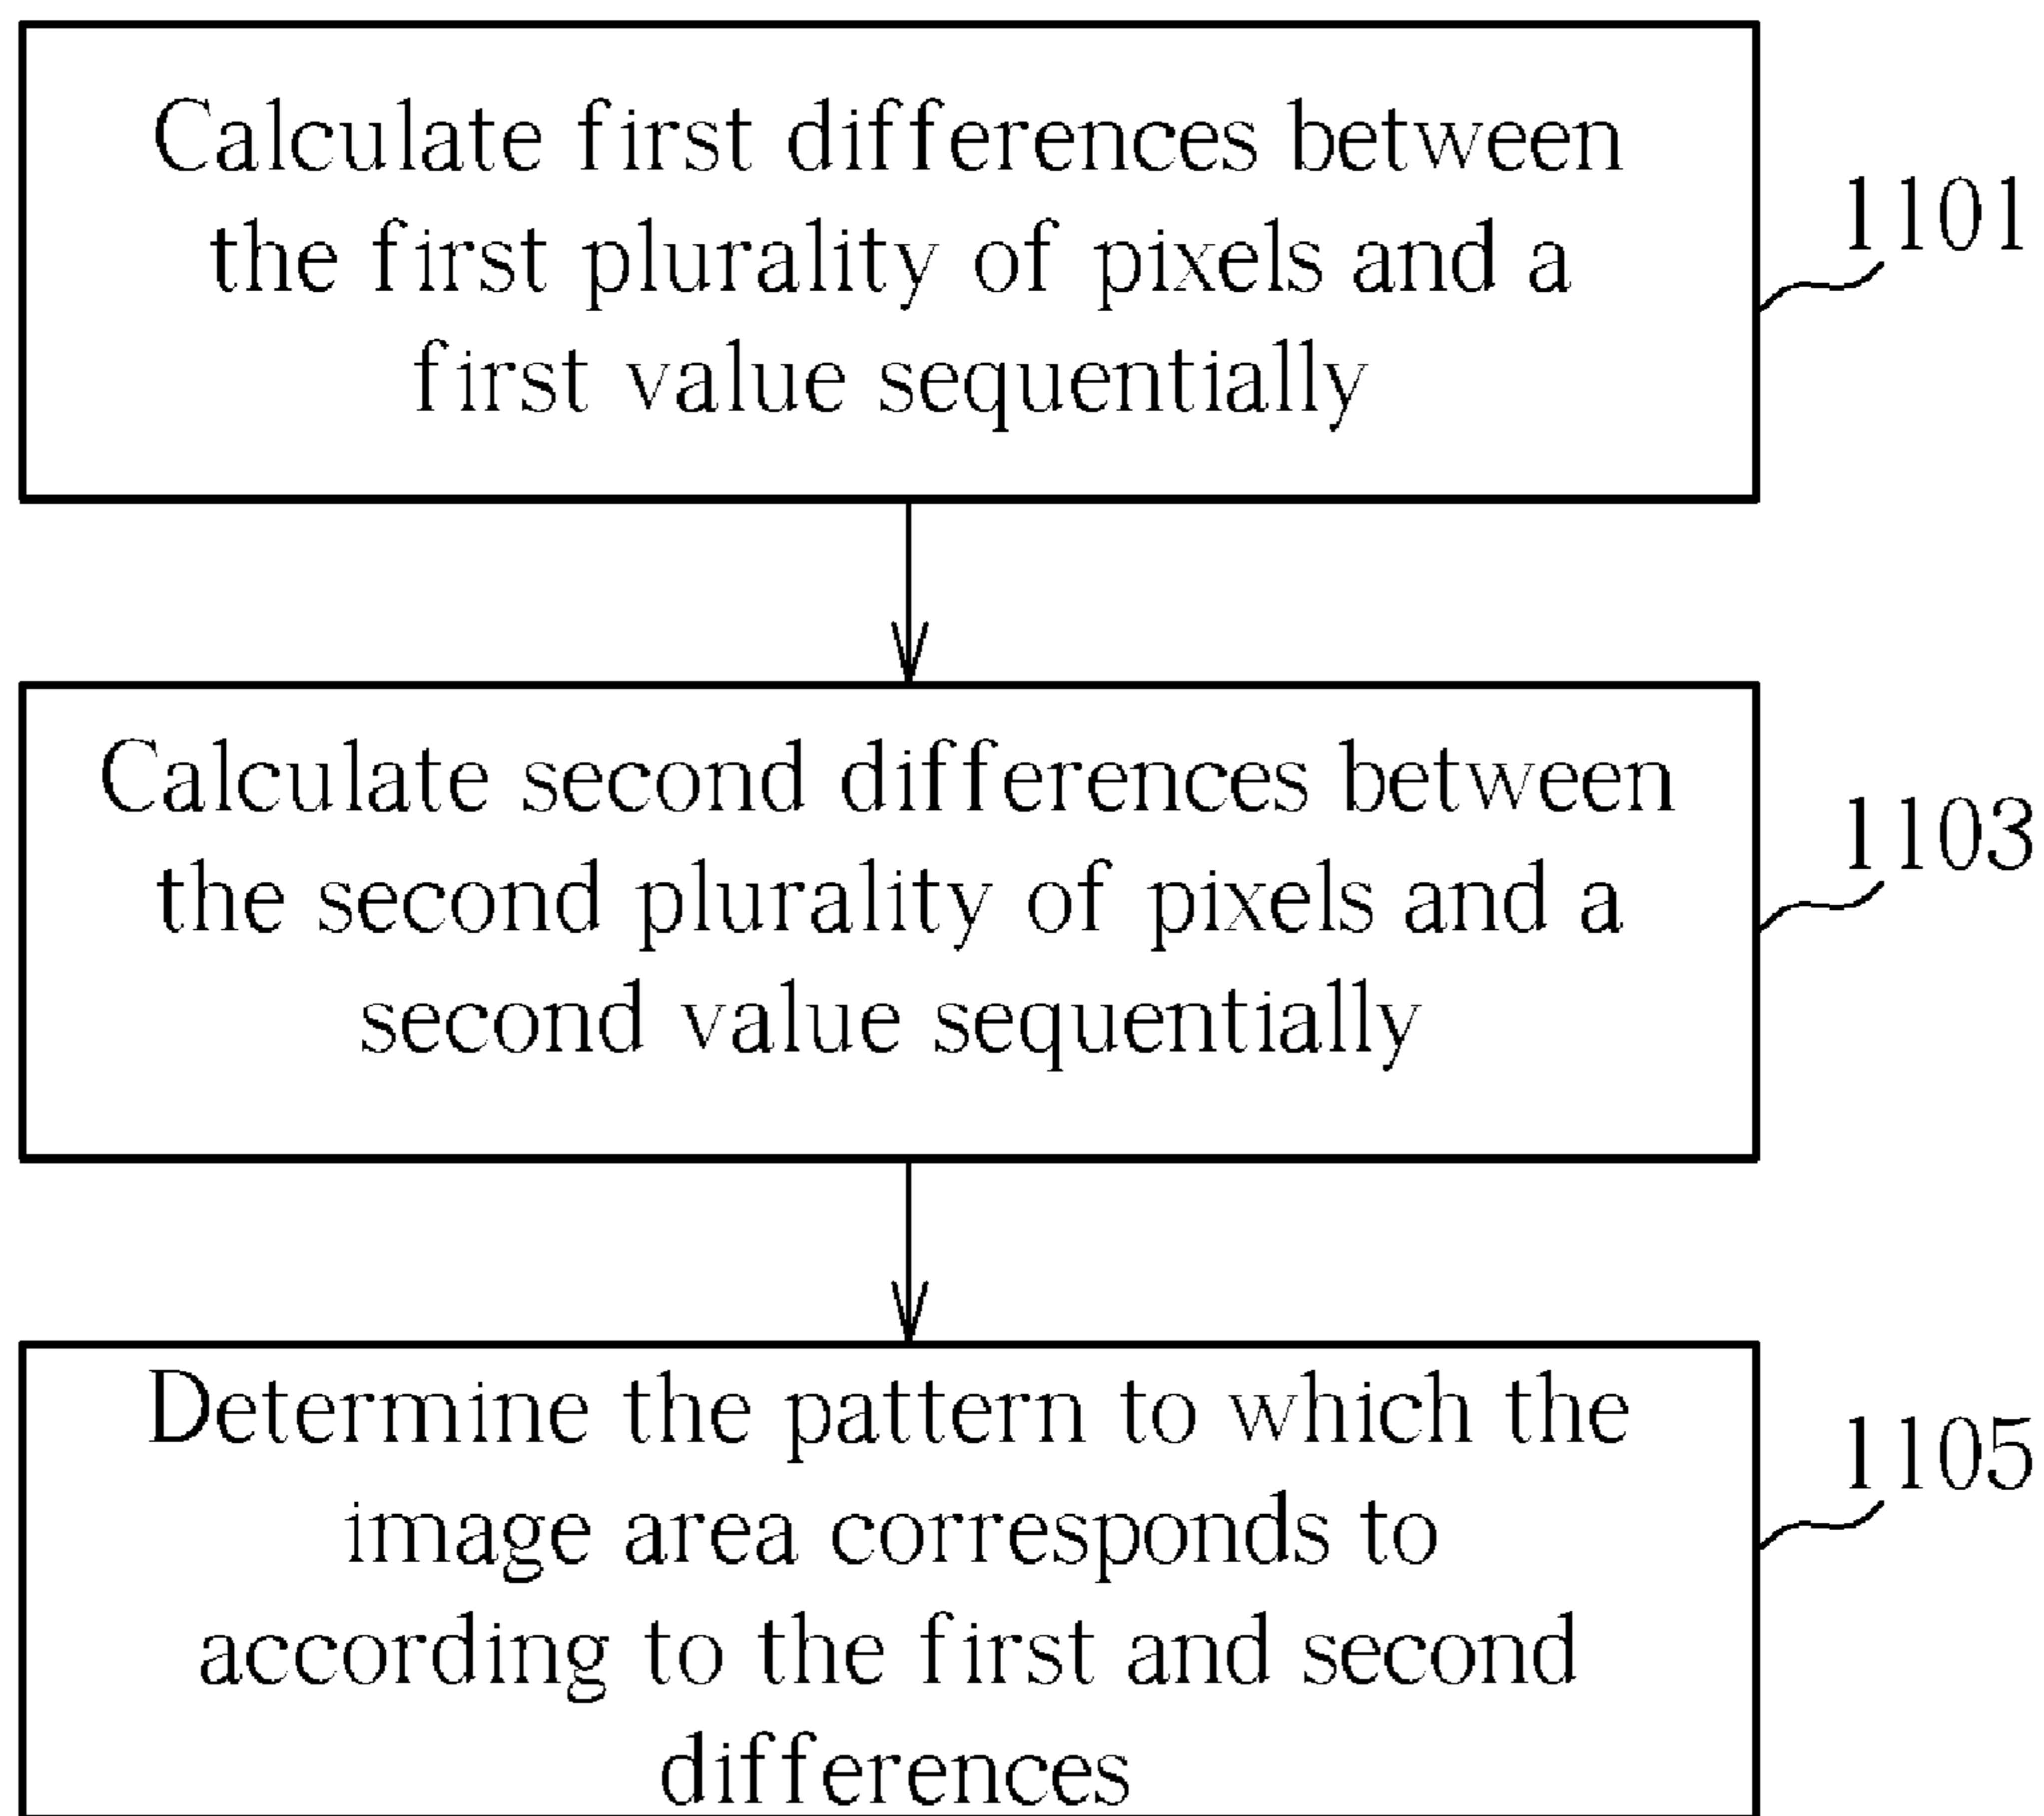 Calculate first differences between
the first plurality of pixels and a
first value sequentially
1101
Calculate second differences between
the second plurality of pixels and a
second value sequentially
1103
Determine the pattern to which the
image area corresponds to
according to the first and second
differences
1105